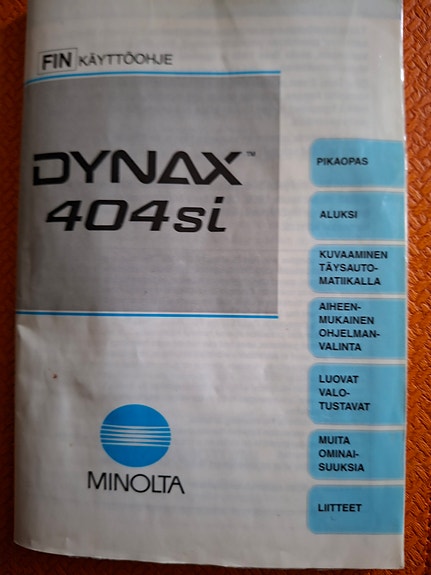 FIN KÄYTTÖOHJE
DYNAX™
404si
PIKAOPAS
ALUKSI
KUVAAMINEN
TÄYSAUTO-
MATIIKALLA
AIHEEN-
MUKAINEN
OHJELMAN-
VALINTA
LUOVAT
VALO-
TUSTAVAT
MUITA
OMINAI-
SUUKSIA
LIITTEET
MINOLTA